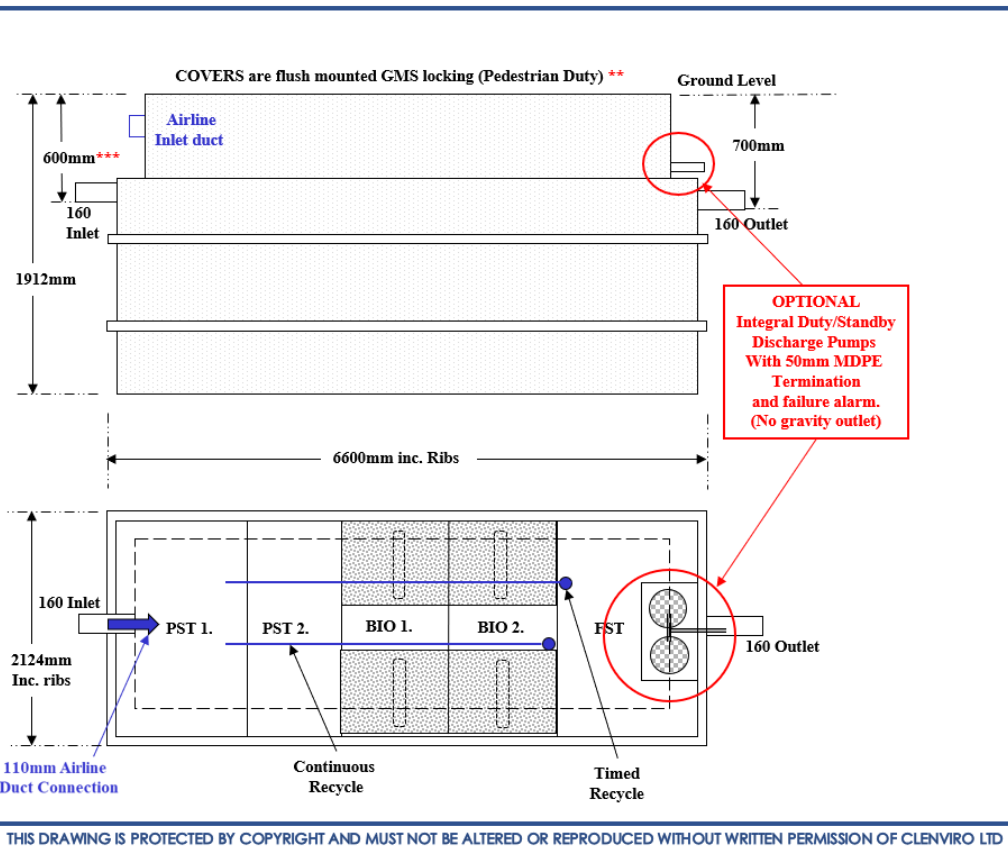 COVERS are flush mounted GMS locking (Pedestrian Duty) **
Ground Level
Airline
Inlet duct
600mm***
700mm
160
Inlet
160 Outlet
1912mm
OPTIONAL
Integral Duty/Standby
Discharge Pumps
With 50mm MDPE
Termination
and failure alarm.
(No gravity outlet)
6600mm inc. Ribs
160 Inlet
PST 1.
PST 2.
BIO 1.
BIO 2.
FST
160 Outlet
2124mm
Inc. ribs
110mm Airline
Duct Connection
Continuous
Recycle
Timed
Recycle
THIS DRAWING IS PROTECTED BY COPYRIGHT AND MUST NOT BE ALTERED OR REPRODUCED WITHOUT WRITTEN PERMISSION OF CLENVIRO LTD